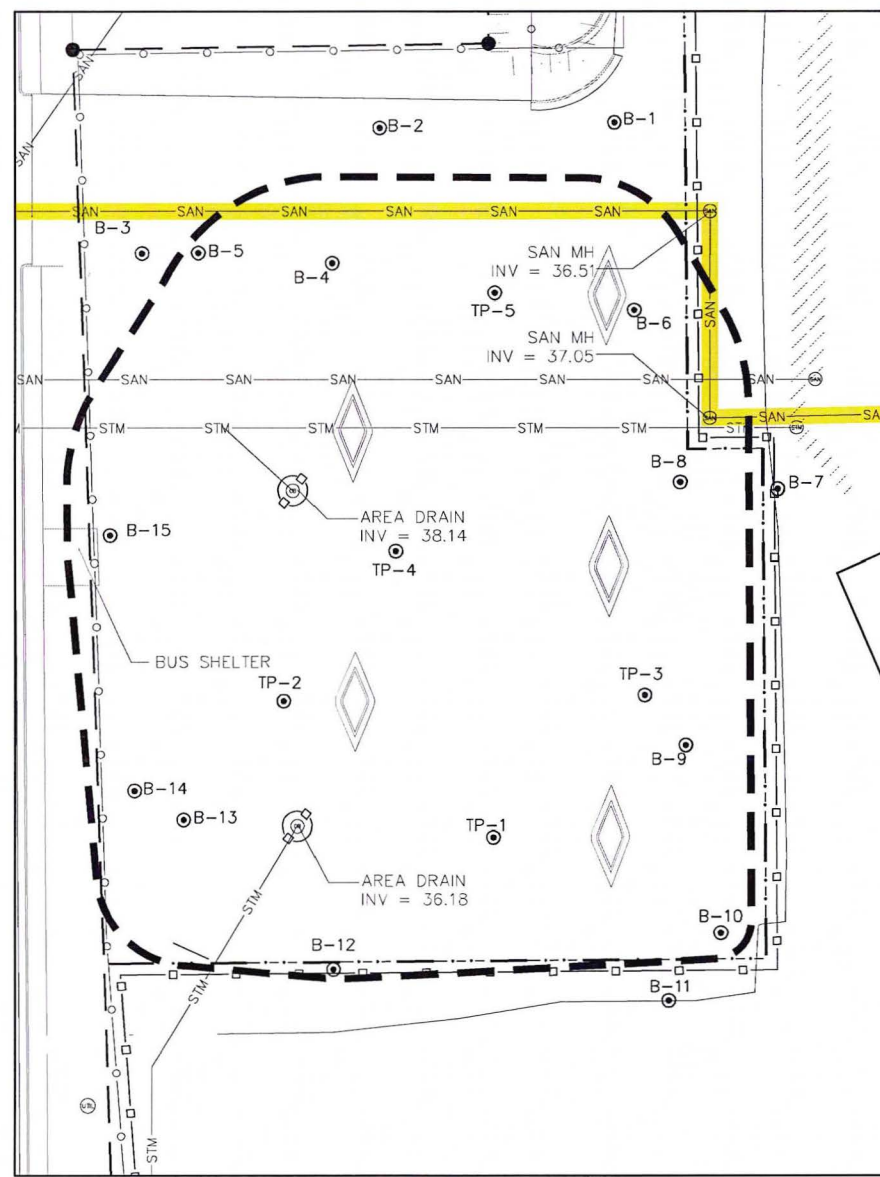 SAN
B-2
B-1
SAN
SAN SAN SAN SAN SAN SAN
B-3
B-5
B-4
SAN MH
INV = 36.51
TP-5
B-6
SAN
SAN MH
INV = 37.05
SAN SAN SAN SAN SAN SAN SAN SAN
SAN
STM STM STM STM STM STM STM
B-8
B-7
AREA DRAIN
INV = 38.14
B-15
TP-4
BUS SHELTER
TP-2
TP-3
B-9
B-14
B-13
TP-1
AREA DRAIN
INV = 36.18
STM
B-10
B-12
STM
B-11
STM